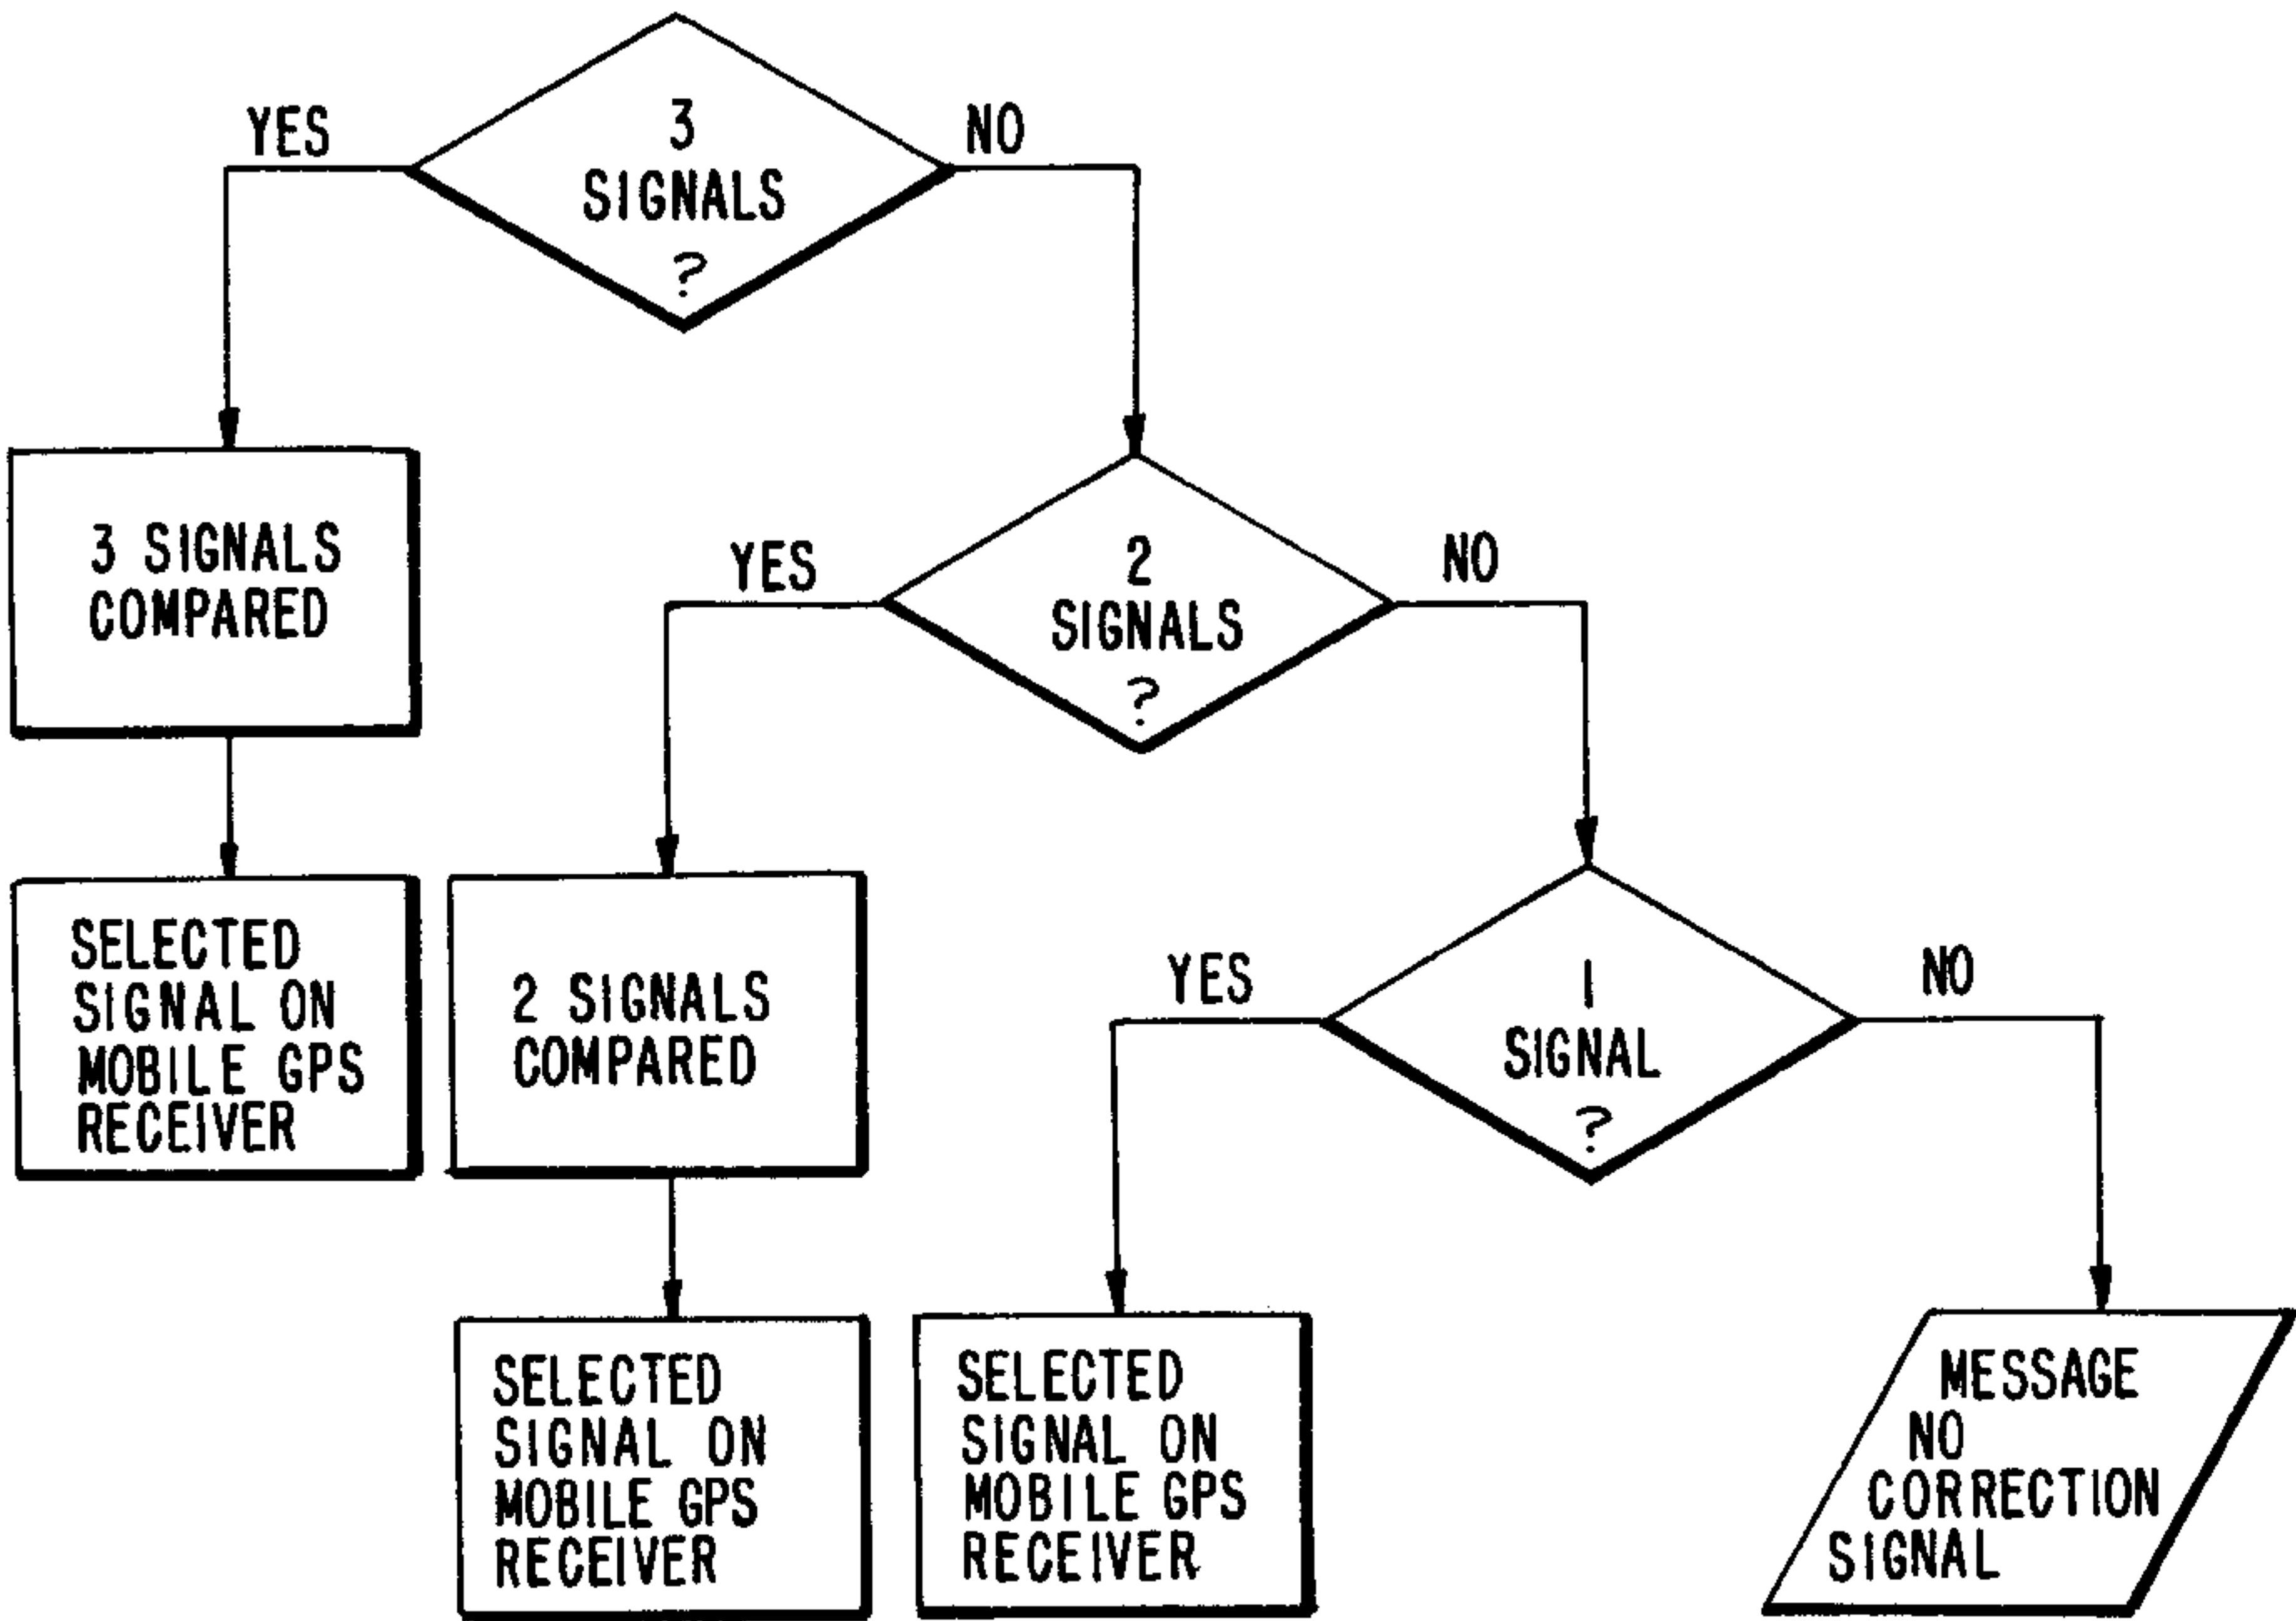 3
SIGNALS
?
YES
NO
3 SIGNALS
COMPARED
2
SIGNALS
?
YES
NO
SELECTED
SIGNAL ON
MOBILE GPS
RECEIVER
2 SIGNALS
COMPARED
1
SIGNAL
?
YES
NO
SELECTED
SIGNAL ON
MOBILE GPS
RECEIVER
SELECTED
SIGNAL ON
MOBILE GPS
RECEIVER
MESSAGE
NO
CORRECTION
SIGNAL